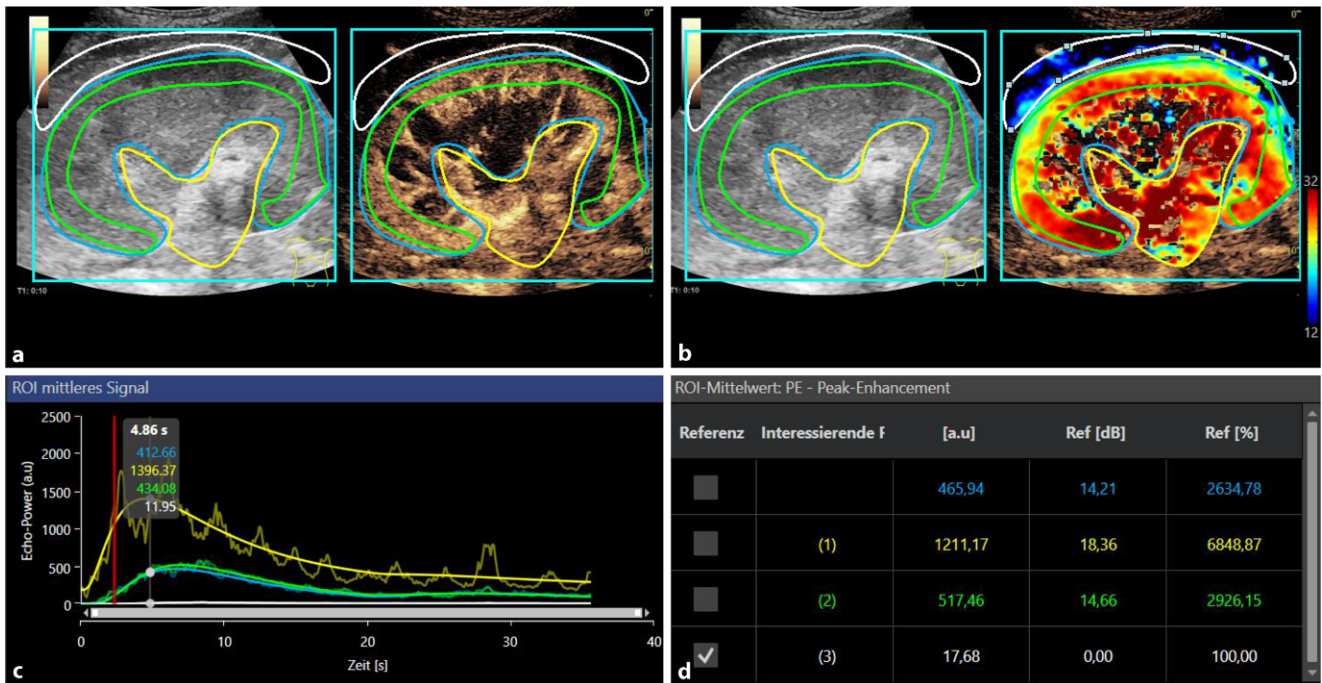 0"
0"
10
10
T1: 0:10
T1: 0:10
32
12
a
b
ROI mittleres Signal
Echo-Power (a.u)
2500
2000
1500
1000
500
0
4.86 s
412.66
1396.37
434.08
11.95
0
10
20
30
40
Zeit [s]
c
ROI-Mittelwert: PE - Peak-Enhancement
Referenz Interessierende F [a.u] Ref [dB] Ref [%]
465,94 14,21 2634,78
(1) 1211,17 18,36 6848,87
(2) 517,46 14,66 2926,15
(3) 17,68 0,00 100,00
d